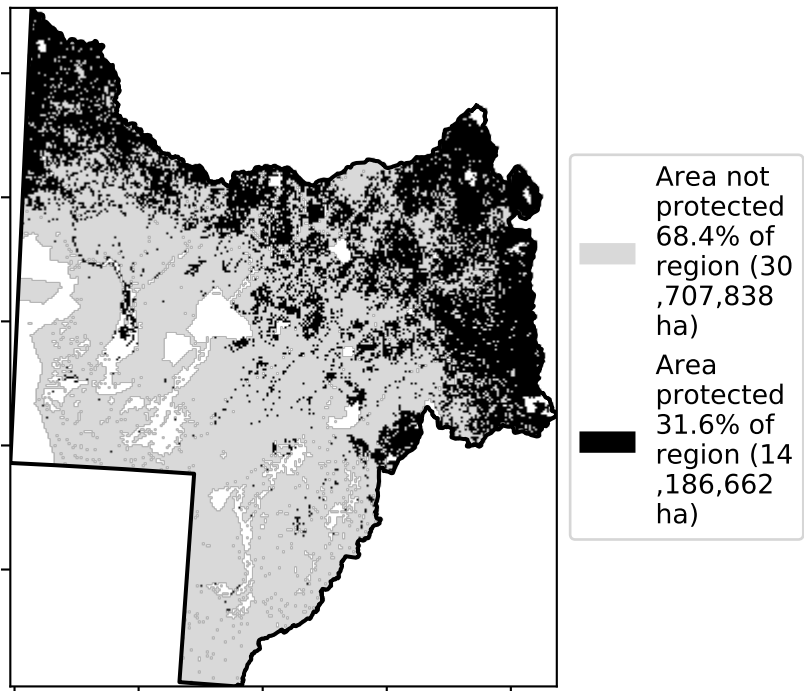 Area not
protected
68.4% of
region (30
,707,838
ha)
Area
protected
31.6% of
region (14
,186,662
ha)